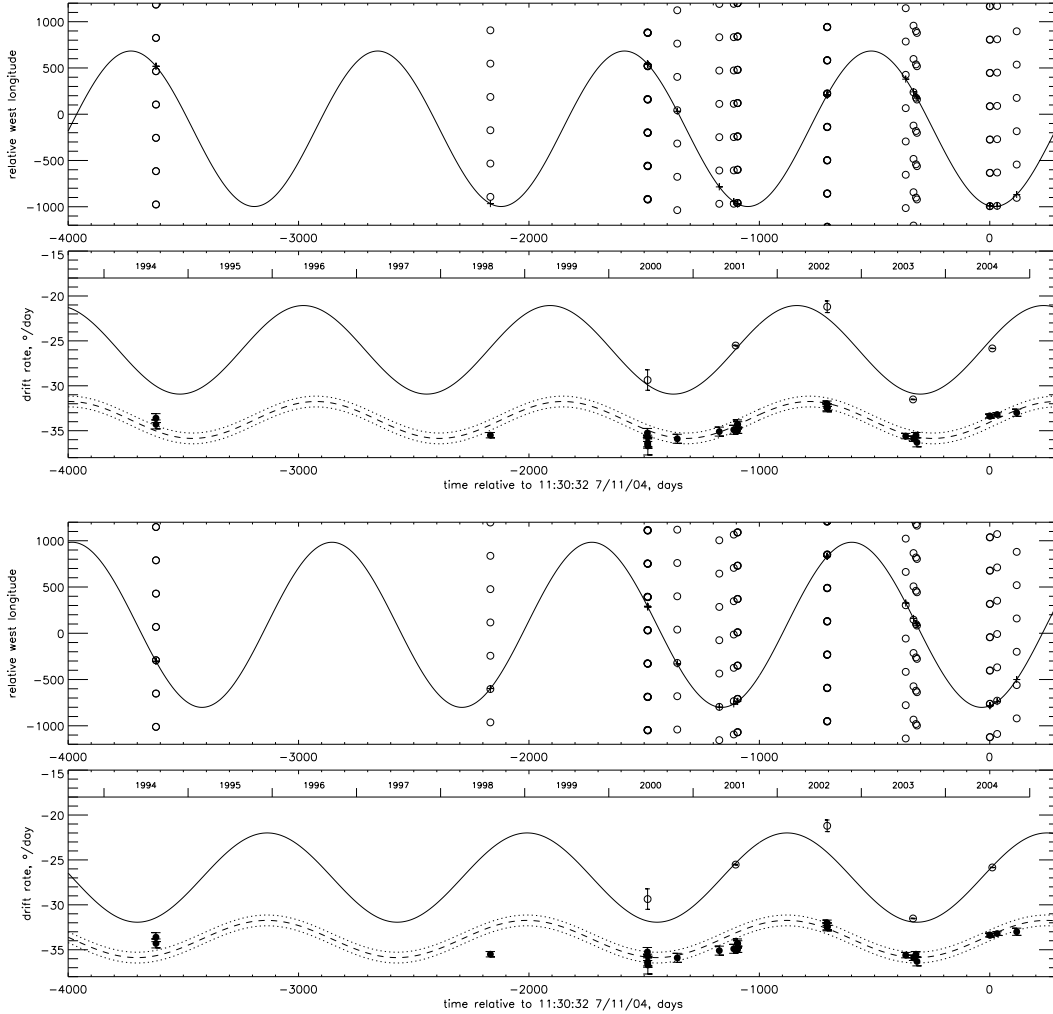 1000
500
0
−500
−1000
relative west longitude
−4000 −3000 −2000 −1000 0
−15
−20
−25
−30
−35
drift rate, °/day
1994 1995 1996 1997 1998 1999 2000 2001 2002 2003 2004
−4000 −3000 −2000 −1000 0
time relative to 11:30:32 7/11/04, days
1000
500
0
−500
−1000
relative west longitude
−4000 −3000 −2000 −1000 0
−15
−20
−25
−30
−35
drift rate, °/day
1994 1995 1996 1997 1998 1999 2000 2001 2002 2003 2004
−4000 −3000 −2000 −1000 0
time relative to 11:30:32 7/11/04, days